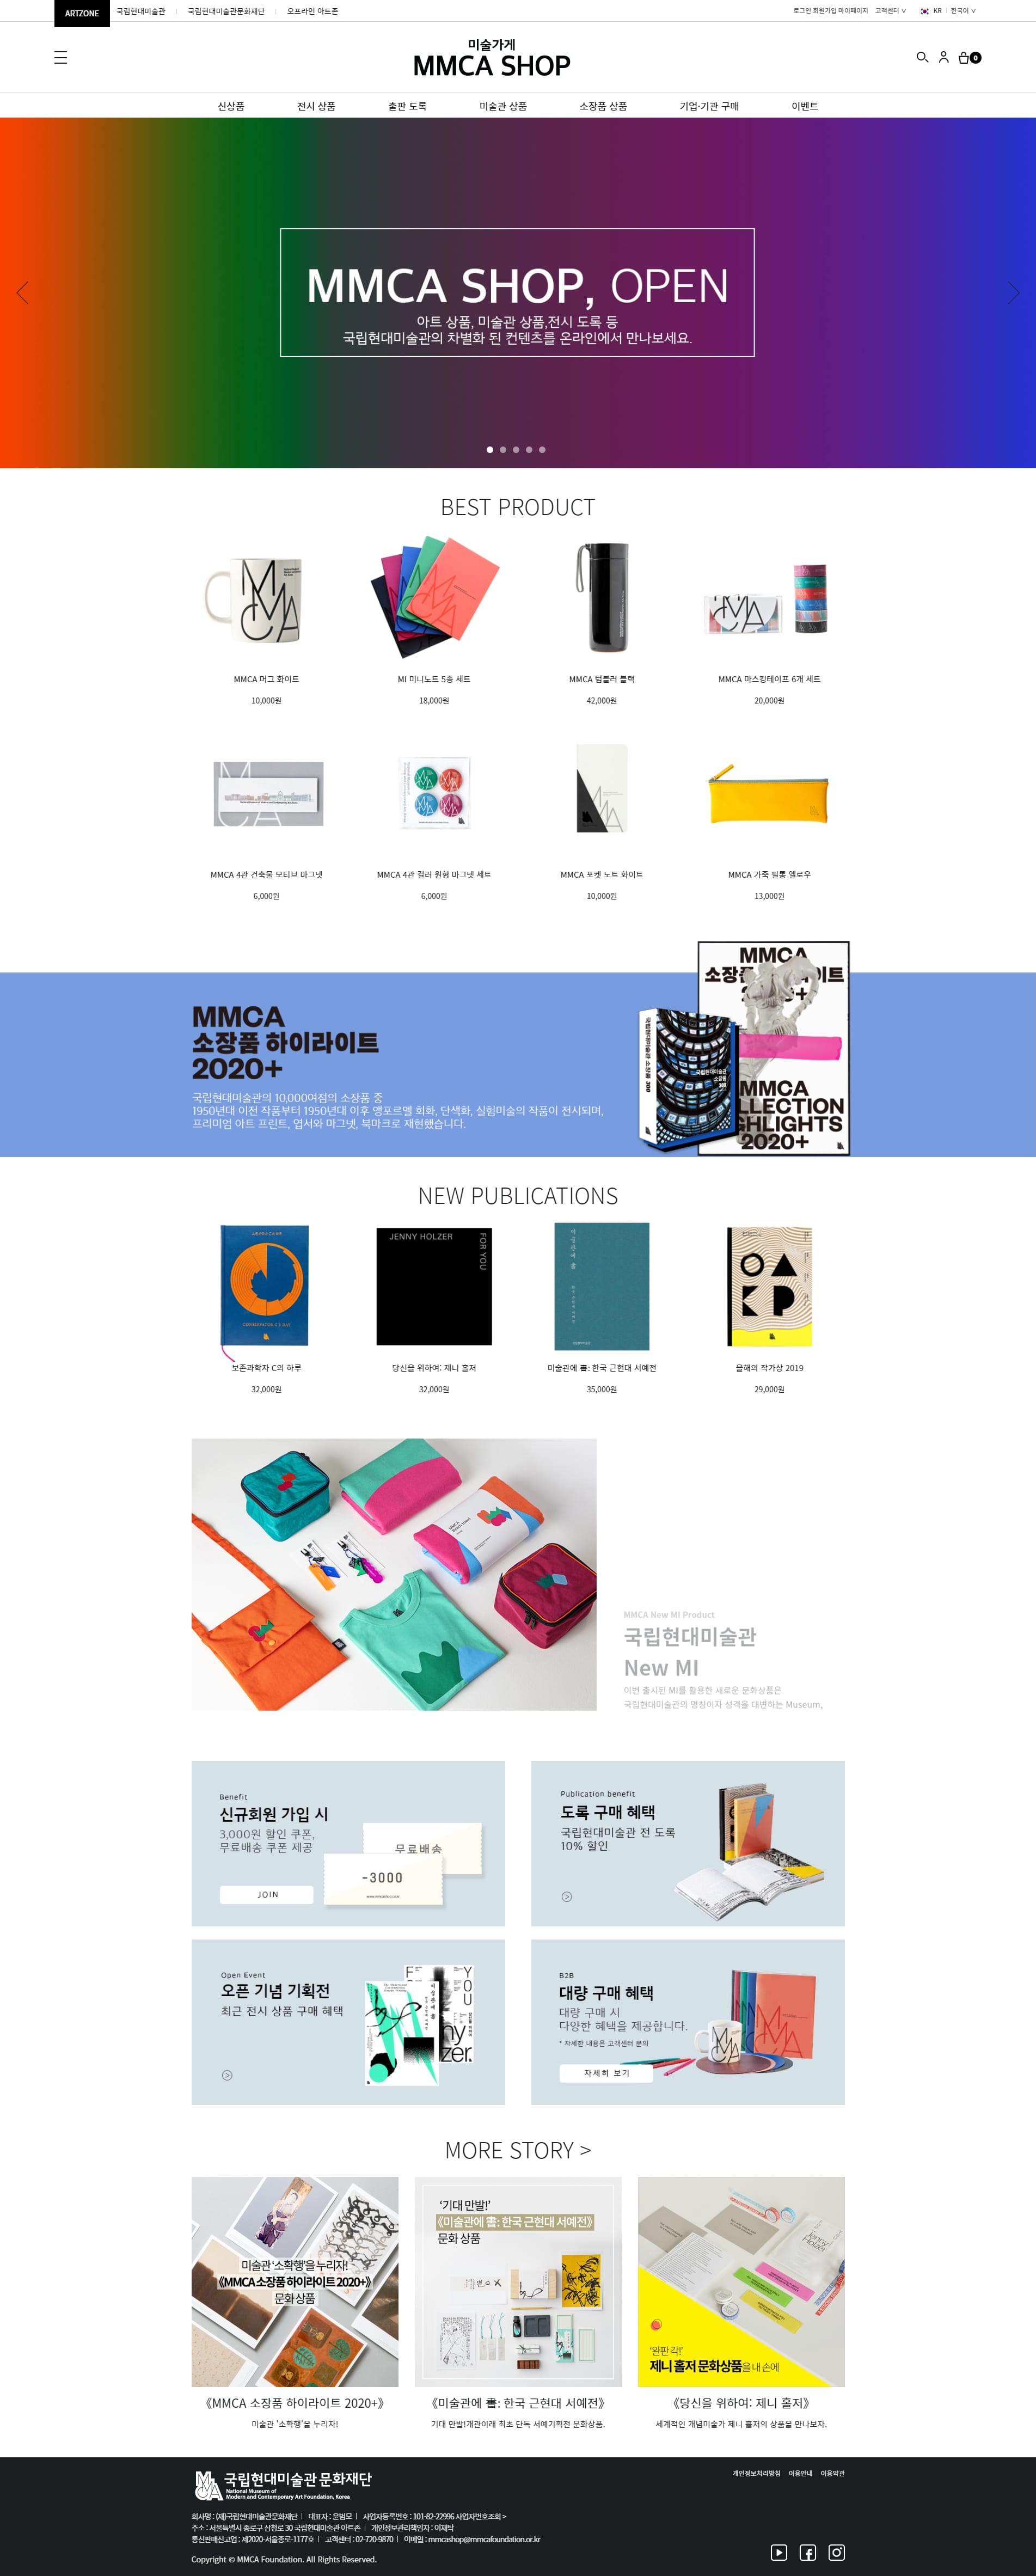 ARTZONE
국립현대미술관
국립현대미술관문화재단
오프라인 아트존
로그인 회원가입 마이페이지 고객센터 ∨
KR
한국어 ∨
미술가게
MMCA SHOP
0
신상품
전시 상품
출판 도록
미술관 상품
소장품 상품
기업·기관 구매
이벤트
MMCA SHOP, OPEN
아트 상품, 미술관 상품,전시 도록 등
국립현대미술관의 차별화 된 컨텐츠를 온라인에서 만나보세요.
BEST PRODUCT
MMCA 머그 화이트
10,000원
MI 미니노트 5종 세트
18,000원
MMCA 텀블러 블랙
42,000원
MMCA 마스킹테이프 6개 세트
20,000원
MMCA 4관 건축물 모티브 마그넷
6,000원
MMCA 4관 컬러 원형 마그넷 세트
6,000원
MMCA 포켓 노트 화이트
10,000원
MMCA 가죽 필통 옐로우
13,000원
MMCA
소장품 하이라이트
2020+
국립현대미술관의 10,000여점의 소장품 중
1950년대 이전 작품부터 1950년대 이후 앵포르멜 회화, 단색화, 실험미술의 작품이 전시되며,
프리미엄 아트 프린트, 엽서와 마그넷, 북마크로 재현했습니다.
NEW PUBLICATIONS
JENNY HOLZER
FOR YOU
보존과학자 C의 하루
32,000원
당신을 위하여: 제니 홀저
32,000원
미술관에 書: 한국 근현대 서예전
35,000원
올해의 작가상 2019
29,000원
MMCA New MI Product
국립현대미술관
New MI
이번 출시된 MI를 활용한 새로운 문화상품은
국립현대미술관의 명칭이자 성격을 대변하는 Museum,
Benefit
신규회원 가입 시
3,000원 할인 쿠폰,
무료배송 쿠폰 제공
JOIN
무료배송
-3000
Publication benefit
도록 구매 혜택
국립현대미술관 전 도록
10% 할인
Open Event
오픈 기념 기획전
최근 전시 상품 구매 혜택
B2B
대량 구매 혜택
대량 구매 시
다양한 혜택을 제공합니다.
* 자세한 내용은 고객센터 문의
자세히 보기
MORE STORY >
미술관 '소확행'을 누리자!
《MMCA 소장품 하이라이트 2020+》
문화상품
'기대 만발!'
《미술관에 書: 한국 근현대 서예전》
문화 상품
'완판 각!'
제니 홀저 문화상품을 내 손에
《MMCA 소장품 하이라이트 2020+》
미술관 '소확행'을 누리자!
《미술관에 書: 한국 근현대 서예전》
기대 만발!개관이래 최초 단독 서예기획전 문화상품.
《당신을 위하여: 제니 홀저》
세계적인 개념미술가 제니 홀저의 상품을 만나보자.
국립현대미술관 문화재단
National Museum of
Modern and Contemporary Art Foundation, Korea
개인정보처리방침 이용안내 이용약관
회사명 : (재)국립현대미술관문화재단 | 대표자 : 윤범모 | 사업자등록번호 : 101-82-22996 사업자번호조회 >
주소 : 서울특별시 종로구 삼청로 30 국립현대미술관 아트존 | 개인정보관리책임자 : 이재탁
통신판매신고업 : 제2020-서울종로-1177호 | 고객센터 : 02-720-9870 | 이메일 : mmcashop@mmcafoundation.or.kr
Copyright © MMCA Foundation. All Rights Reserved.